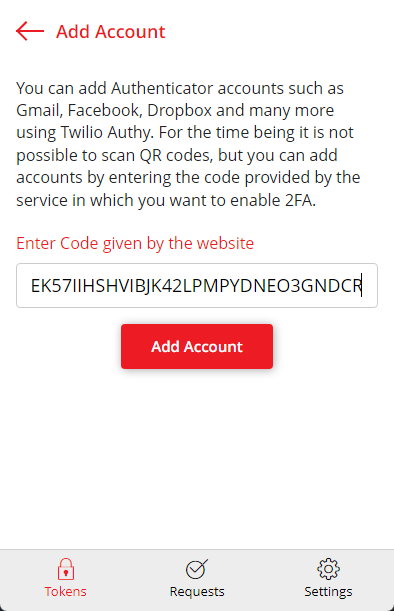 Add Account
You can add Authenticator accounts such as
Gmail, Facebook, Dropbox and many more
using Twilio Authy. For the time being it is not
possible to scan QR codes, but you can add
accounts by entering the code provided by the
service in which you want to enable 2FA.
Enter Code given by the website
EK57IIHSHVIBJK42LPMPYDNEO3GNDCR
Add Account
Tokens
Requests
Settings